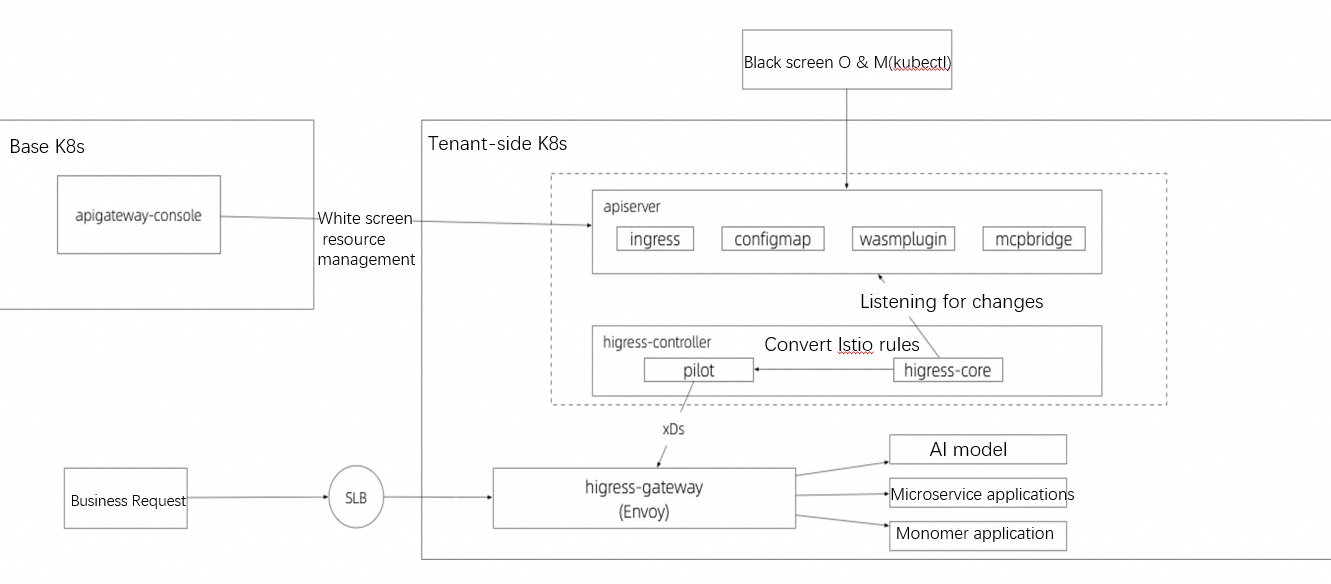 Black screen O & M(kubectl)
Base K8s
Tenant-side K8s
apigateway-console
White screen
resource
management
apiserver
ingress
configmap
wasmplugin
mcpbridge
Listening for changes
higress-controller
Convert Istio rules
pilot
higress-core
xDs
Business Request
SLB
higress-gateway
(Envoy)
AI model
Microservice applications
Monomer application